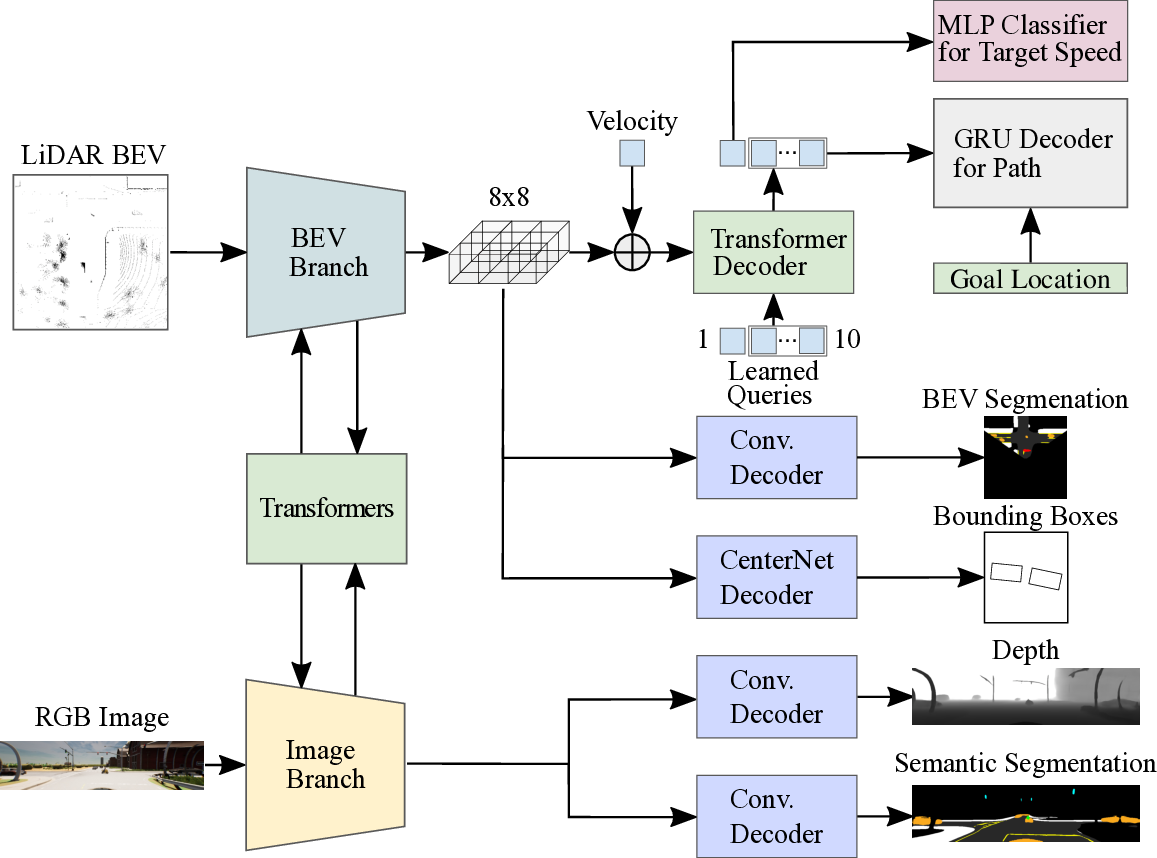 MLP Classifier
for Target Speed
Velocity
LiDAR BEV
GRU Decoder
for Path
8x8
BEV
Branch
Transformer
Decoder
Goal Location
1
10
Learned
Queries
BEV Segmenation
Conv.
Decoder
Transformers
Bounding Boxes
CenterNet
Decoder
Depth
Conv.
Decoder
RGB Image
Image
Branch
Semantic Segmentation
Conv.
Decoder